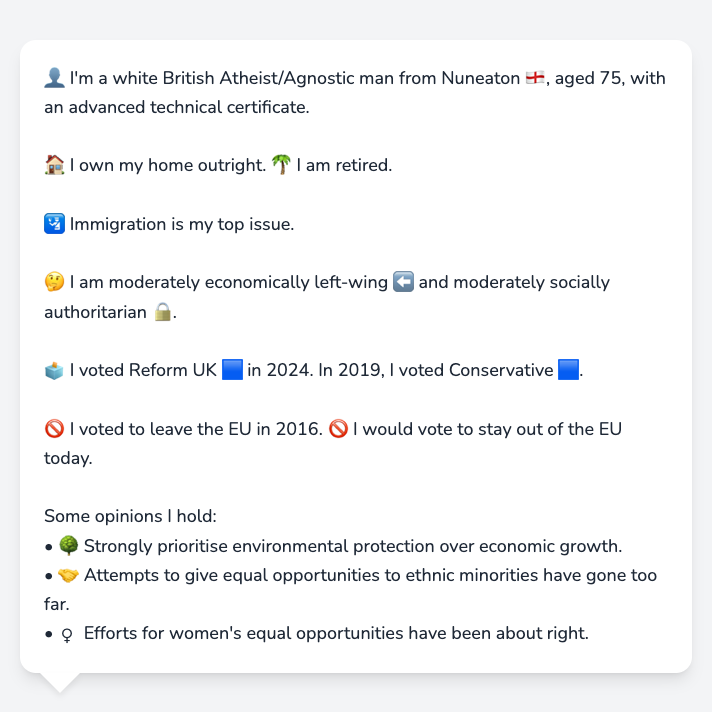 👤 I'm a white British Atheist/Agnostic man from Nuneaton 🏴󠁧󠁢󠁥󠁮󠁧󠁿, aged 75, with
an advanced technical certificate.
🏠 I own my home outright. 🌴 I am retired.
🛂 Immigration is my top issue.
🤔 I am moderately economically left-wing ⬅️ and moderately socially
authoritarian 🔒.
🗳️ I voted Reform UK 🟦 in 2024. In 2019, I voted Conservative 🟦.
🚫 I voted to leave the EU in 2016. 🚫 I would vote to stay out of the EU
today.
Some opinions I hold:
• 🌳 Strongly prioritise environmental protection over economic growth.
• 🤝 Attempts to give equal opportunities to ethnic minorities have gone too
far.
• ♀ Efforts for women's equal opportunities have been about right.